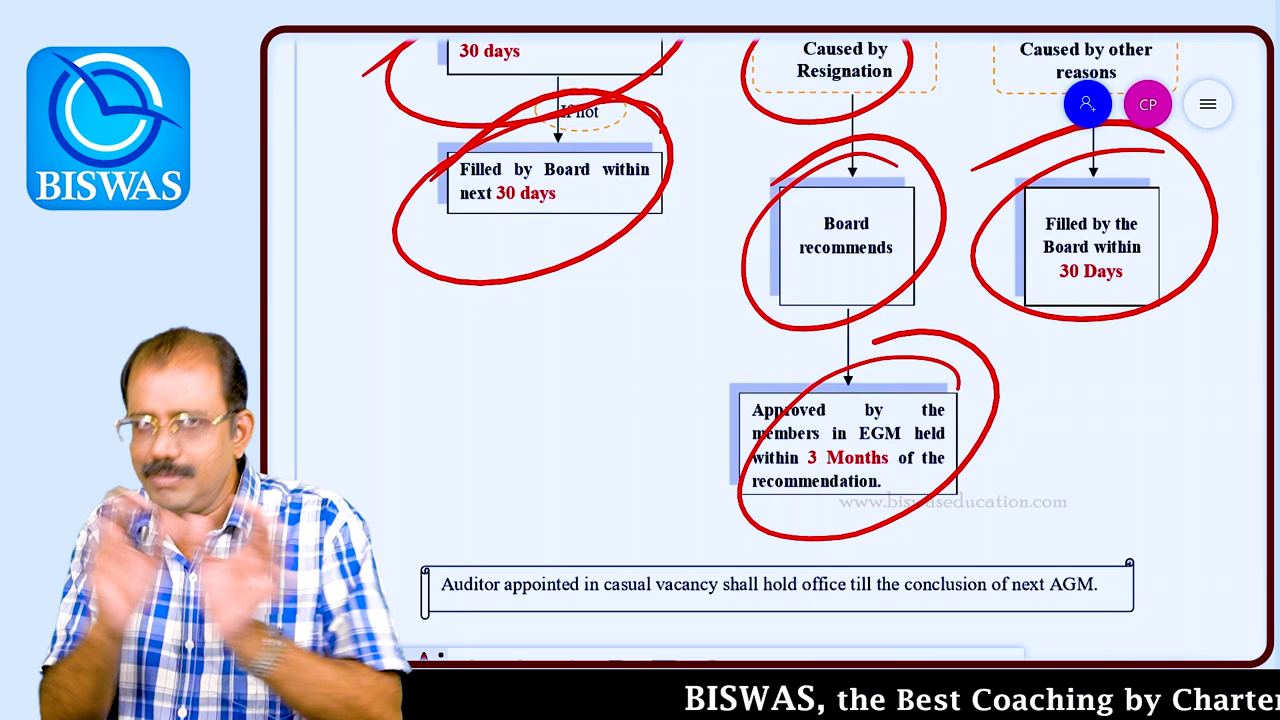 BISWAS
30 days
If not
Filled by Board within
next 30 days
Caused by
Resignation
Board
recommends
Approved by the
members in EGM held
within 3 Months of the
recommendation.
Caused by other
reasons
CP
Filled by the
Board within
30 Days
www.biswaseducation.com
Auditor appointed in casual vacancy shall hold office till the conclusion of next AGM.
BISWAS, the Best Coaching by Charter